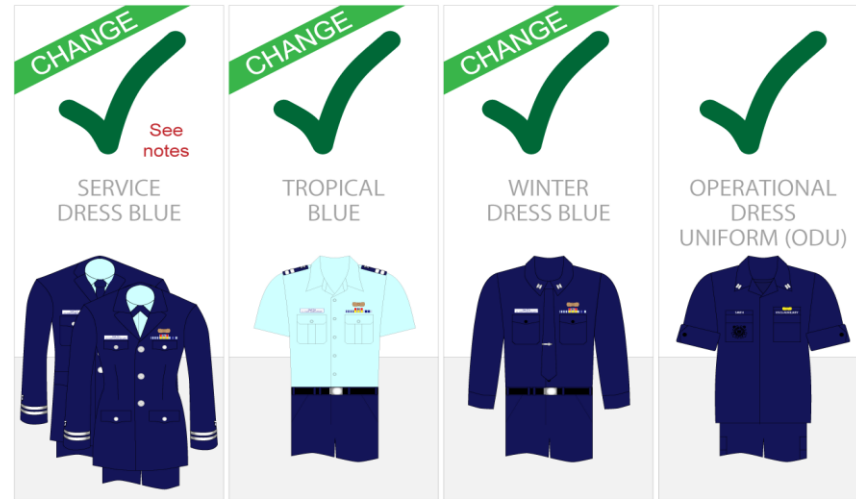 CHANGE
See
notes
SERVICE
DRESS BLUE
CHANGE
TROPICAL
BLUE
CHANGE
WINTER
DRESS BLUE
OPERATIONAL
DRESS
UNIFORM (ODU)